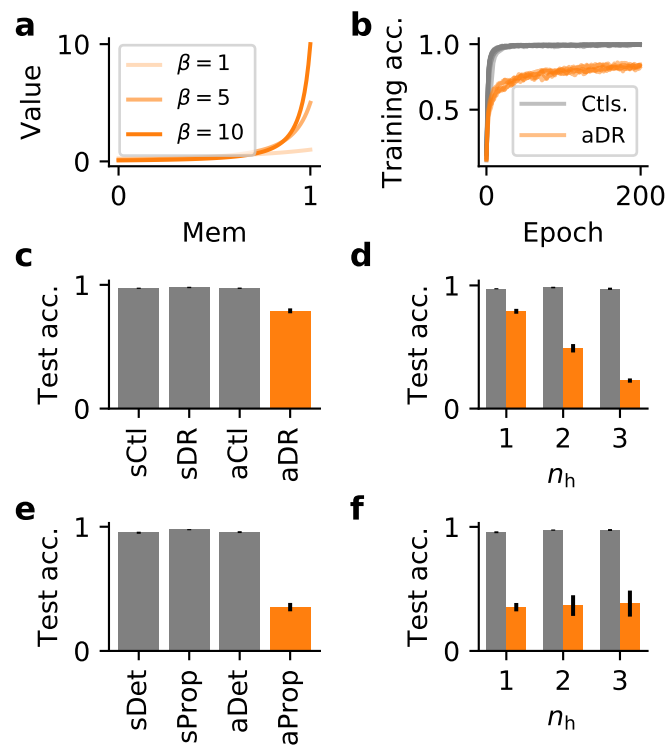 a
Value
10
0
β = 1
β = 5
β = 10
0
1
Mem
b
Training acc.
1.0
0.5
Ctls.
aDR
0
200
Epoch
c
Test acc.
1
0
sCtl
sDR
aCtl
aDR
d
Test acc.
1
0
1
2
3
nₕ
e
Test acc.
1
0
sDet
sProp
aDet
aProp
f
Test acc.
1
0
1
2
3
nₕ